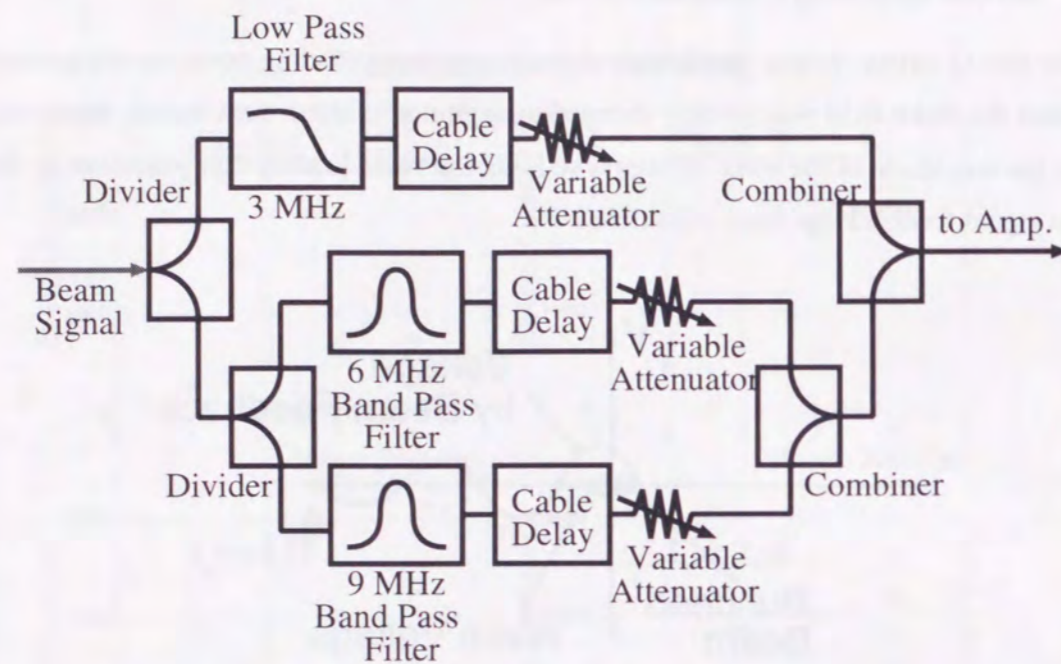 Low Pass
Filter
Cable
Delay
3 MHz
Variable
Attenuator
Divider
Combiner
to Amp.
Beam
Signal
Cable
Delay
6 MHz
Band Pass
Filter
Variable
Attenuator
Divider
Combiner
Cable
Delay
9 MHz
Band Pass
Filter
Variable
Attenuator